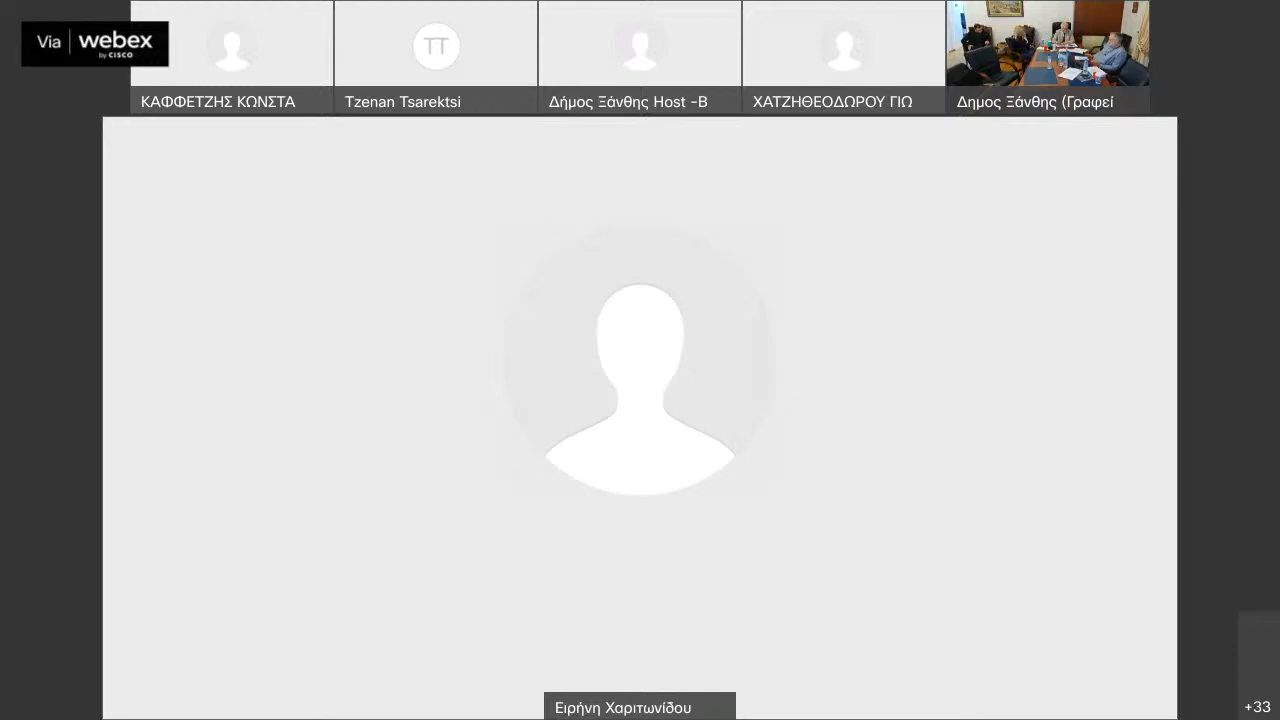 Via webex
by CISCO
ΚΑΦΦΕΤΖΗΣ ΚΩΝΣΤΑ
TT
Tzenan Tsarektsi
Δήμος Ξάνθης Host -Β
ΧΑΤΖΗΘΕΟΔΩΡΟΥ ΓΙΩ
Δημος Ξάνθης (Γραφεί
Ειρήνη Χαριτωνίδου
+33